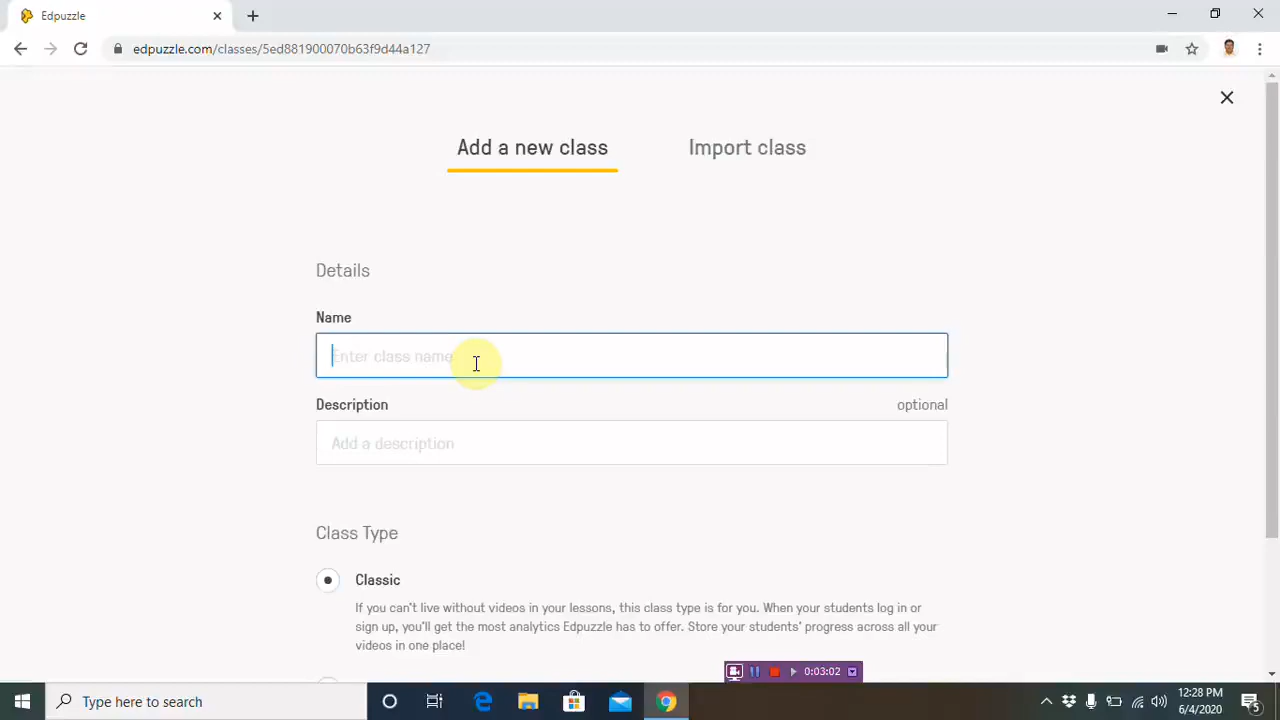 Edpuzzle
edpuzzle.com/classes/5ed881900070b63f9d44a127
Add a new class
Import class
Details
Name
Enter class name
Description
optional
Add a description
Class Type
Classic
If you can't live without videos in your lessons, this class type is for you. When your students log in or
sign up, you'll get the most analytics Edpuzzle has to offer. Store your students' progress across all your
videos in one place!
0:03:02
Type here to search
12:28 PM
6/4/2020
5